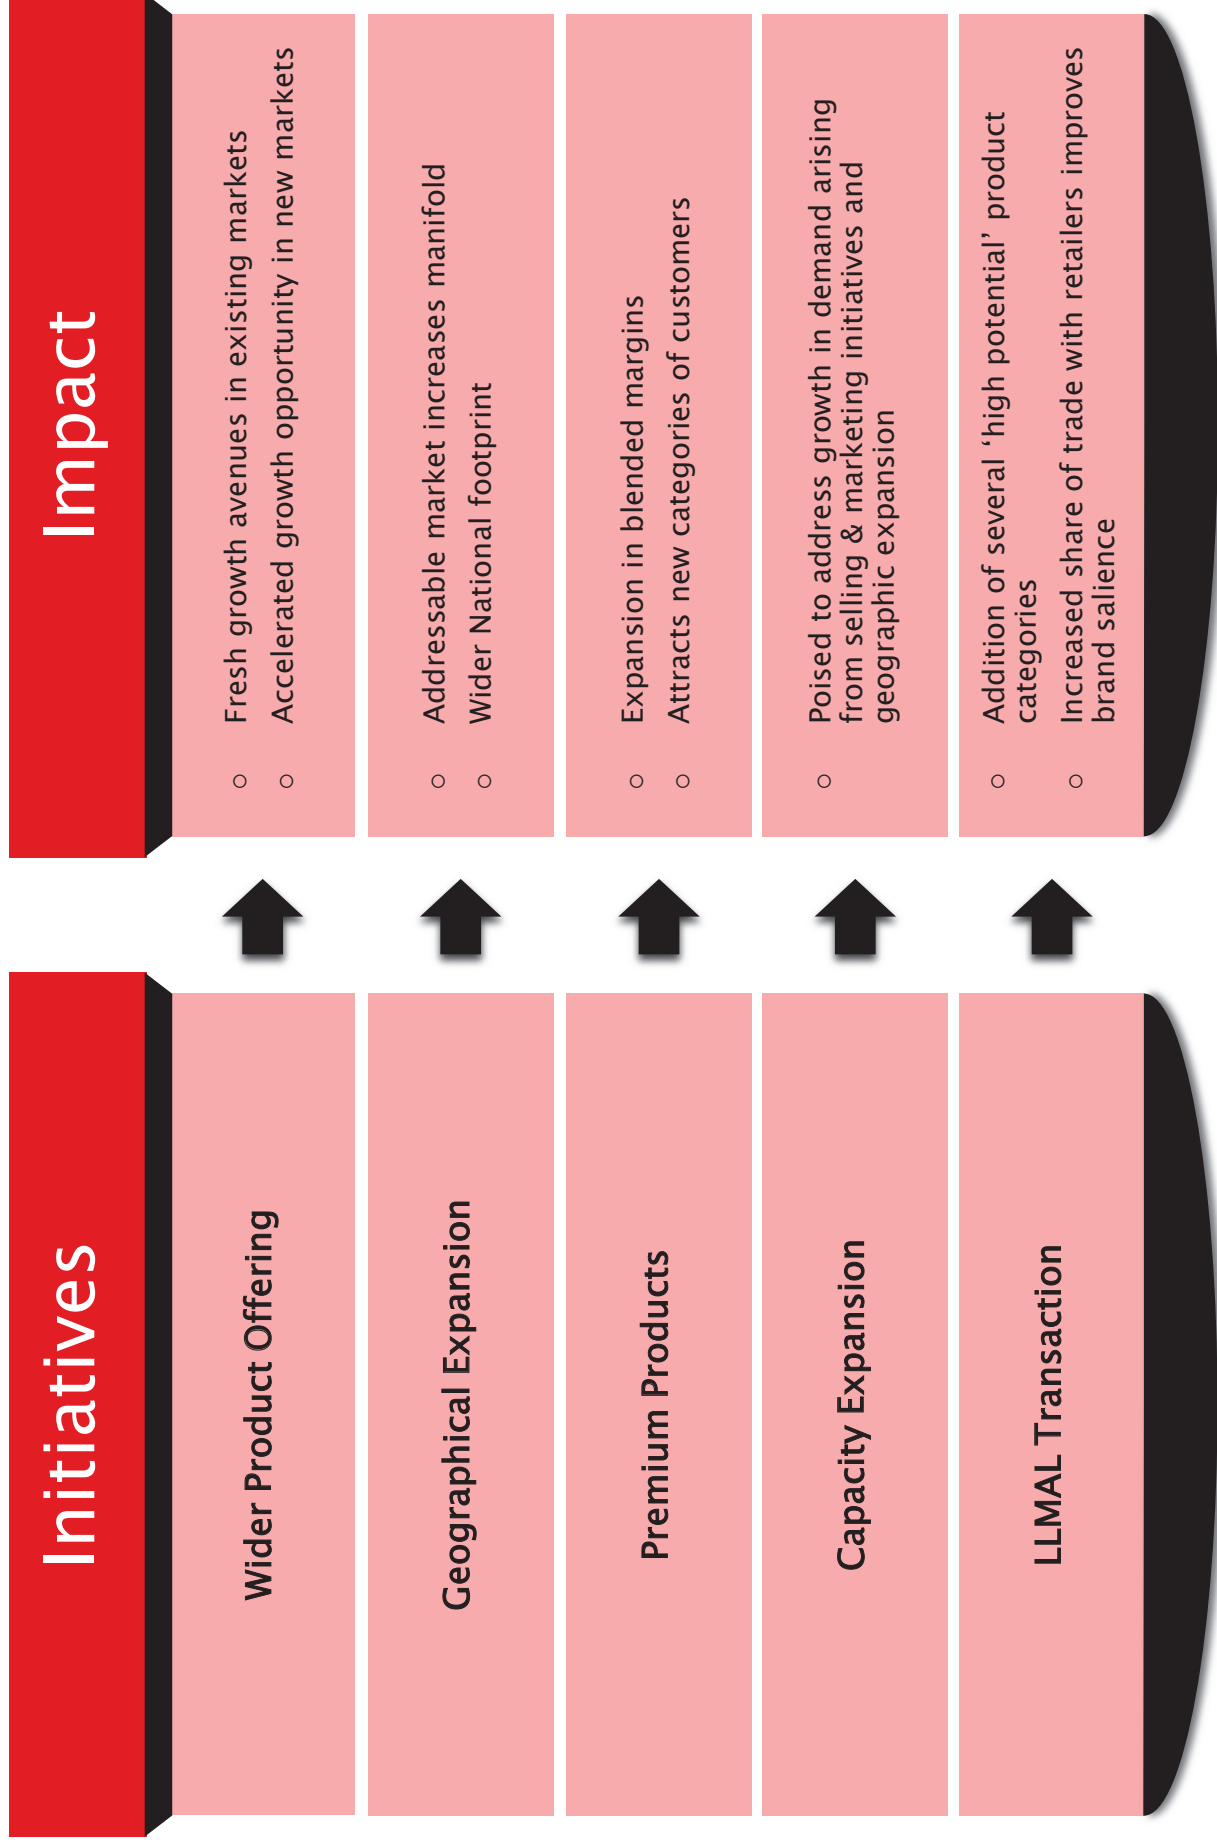 Initiatives
Impact
Wider Product Offering
○ Fresh growth avenues in existing markets
○ Accelerated growth opportunity in new markets
Geographical Expansion
○ Addressable market increases manifold
○ Wider National footprint
Premium Products
○ Expansion in blended margins
○ Attracts new categories of customers
Capacity Expansion
○ Poised to address growth in demand arising
from selling & marketing initiatives and
geographic expansion
LLMAL Transaction
○ Addition of several ‘high potential’ product
categories
○ Increased share of trade with retailers improves
brand salience